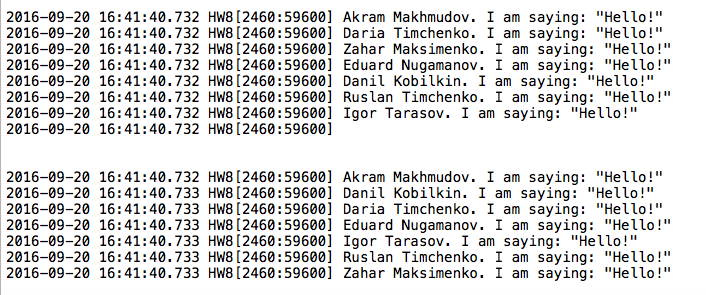 2016-09-20 16:41:40.732 HW8[2460:59600] Akram Makhmudov. I am saying: "Hello!"
2016-09-20 16:41:40.732 HW8[2460:59600] Daria Timchenko. I am saying: "Hello!"
2016-09-20 16:41:40.732 HW8[2460:59600] Zahar Maksimenko. I am saying: "Hello!"
2016-09-20 16:41:40.732 HW8[2460:59600] Eduard Nugamanov. I am saying: "Hello!"
2016-09-20 16:41:40.732 HW8[2460:59600] Danil Kobilkin. I am saying: "Hello!"
2016-09-20 16:41:40.732 HW8[2460:59600] Ruslan Timchenko. I am saying: "Hello!"
2016-09-20 16:41:40.732 HW8[2460:59600] Igor Tarasov. I am saying: "Hello!"
2016-09-20 16:41:40.732 HW8[2460:59600]
2016-09-20 16:41:40.732 HW8[2460:59600] Akram Makhmudov. I am saying: "Hello!"
2016-09-20 16:41:40.733 HW8[2460:59600] Danil Kobilkin. I am saying: "Hello!"
2016-09-20 16:41:40.733 HW8[2460:59600] Daria Timchenko. I am saying: "Hello!"
2016-09-20 16:41:40.733 HW8[2460:59600] Eduard Nugamanov. I am saying: "Hello!"
2016-09-20 16:41:40.733 HW8[2460:59600] Igor Tarasov. I am saying: "Hello!"
2016-09-20 16:41:40.733 HW8[2460:59600] Ruslan Timchenko. I am saying: "Hello!"
2016-09-20 16:41:40.733 HW8[2460:59600] Zahar Maksimenko. I am saying: "Hello!"